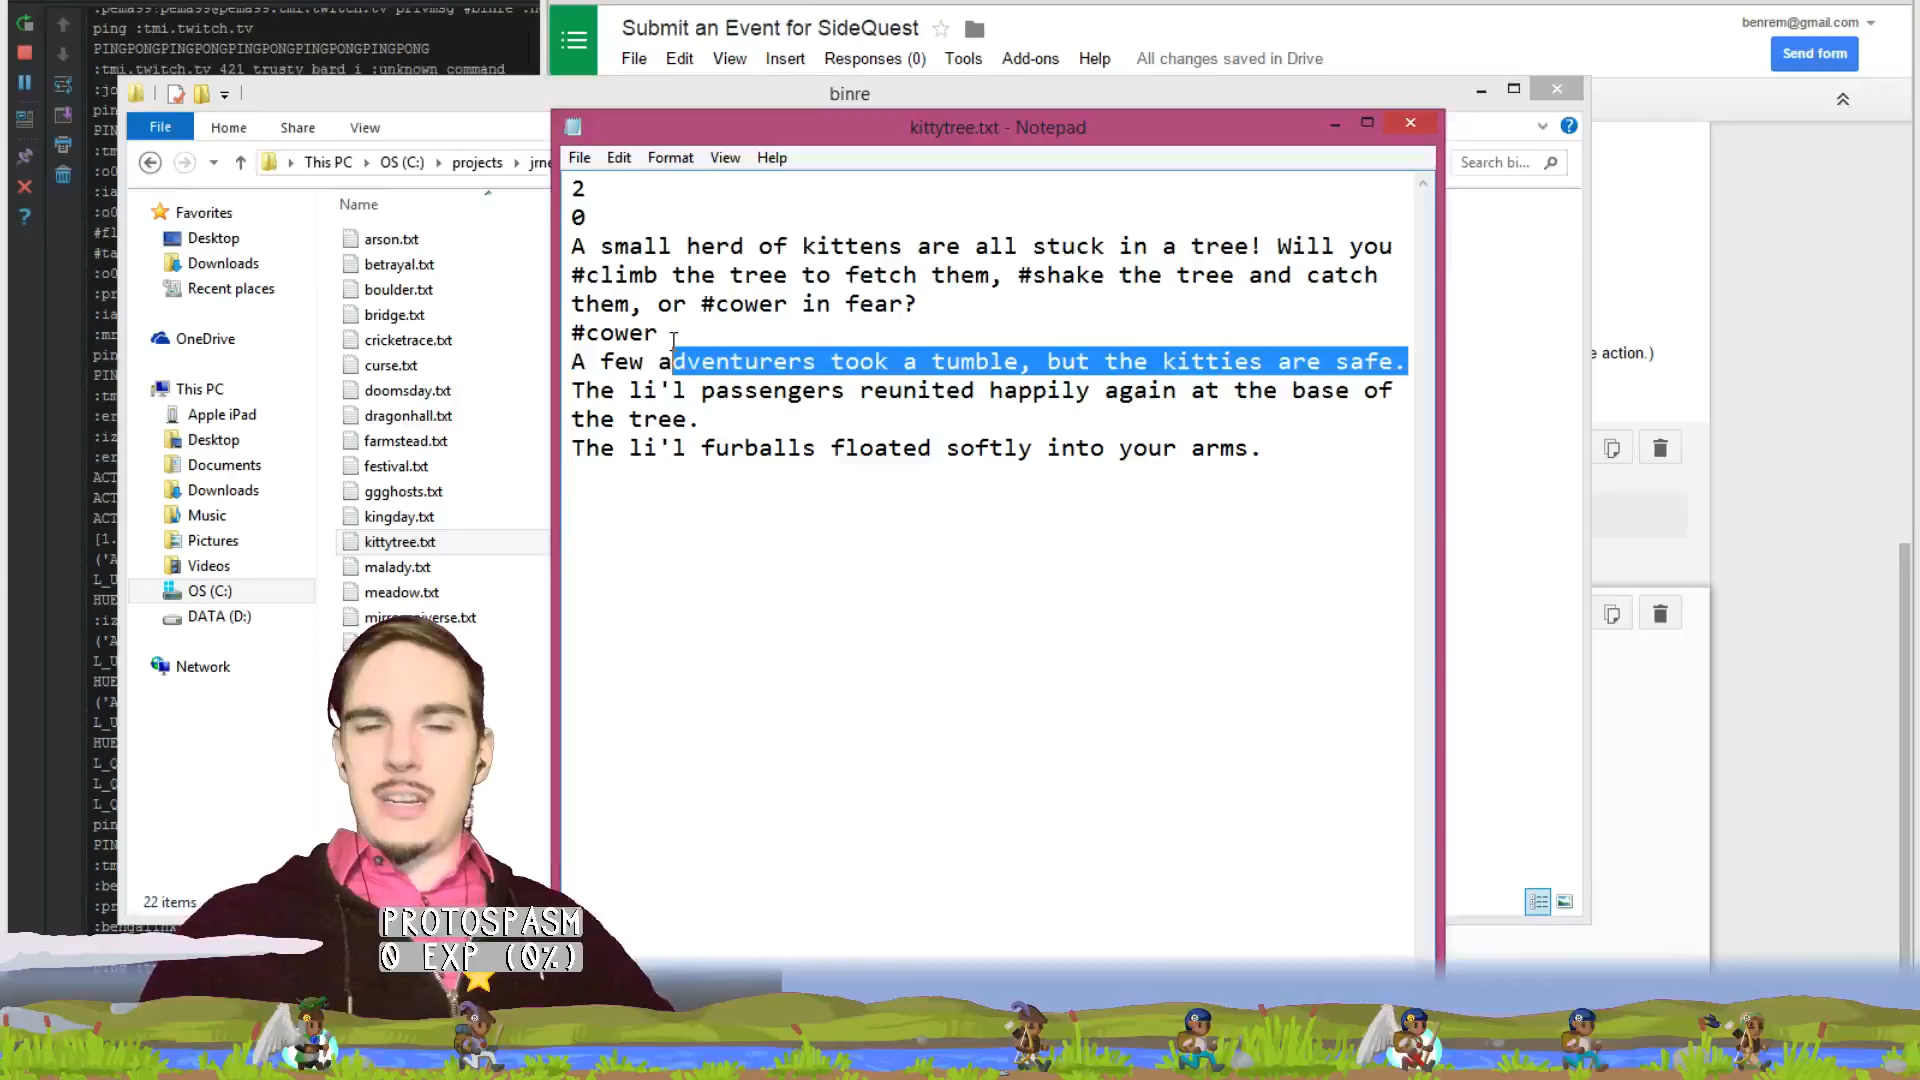 ping :tmi.twitch.tv
PINGPONGPINGPONGPINGPONGPINGPONGPINGPONG
:tmi.twitch.tv 421 trusty_bard i :unknown command
Submit an Event for SideQuest
benrem@gmail.com
Send form
File Edit View Insert Responses (0) Tools Add-ons Help All changes saved in Drive
binre
File Home Share View
This PC OS (C:) projects
Search bi...
kittytree.txt - Notepad
File Edit Format View Help
2
0
A small herd of kittens are all stuck in a tree! Will you
#climb the tree to fetch them, #shake the tree and catch
them, or #cower in fear?
#cower
A few adventurers took a tumble, but the kitties are safe.
The li'l passengers reunited happily again at the base of
the tree.
The li'l furballs floated softly into your arms.
e action.)
Favorites
Desktop
Downloads
Recent places
OneDrive
This PC
Apple iPad
Desktop
Documents
Downloads
Music
Pictures
Videos
OS (C:)
DATA (D:)
Network
Name
arson.txt
betrayal.txt
boulder.txt
bridge.txt
cricketrace.txt
curse.txt
doomsday.txt
dragonhall.txt
farmstead.txt
festival.txt
ggghosts.txt
kingday.txt
kittytree.txt
malady.txt
meadow.txt
22 items
PROTOSPASM
0 EXP (0%)